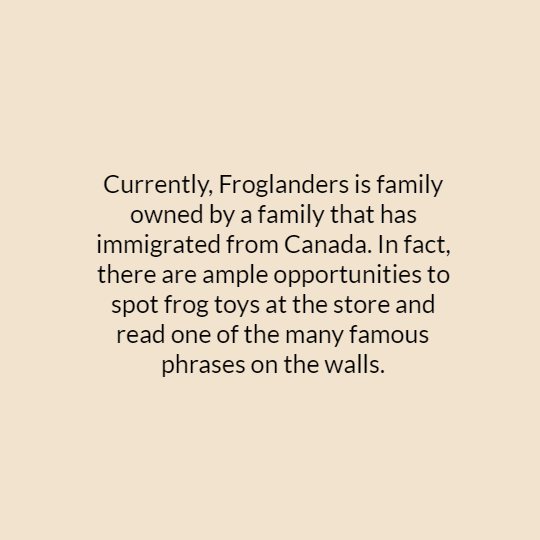 Currently, Froglanders is family
owned by a family that has
immigrated from Canada. In fact,
there are ample opportunities to
spot frog toys at the store and
read one of the many famous
phrases on the walls.